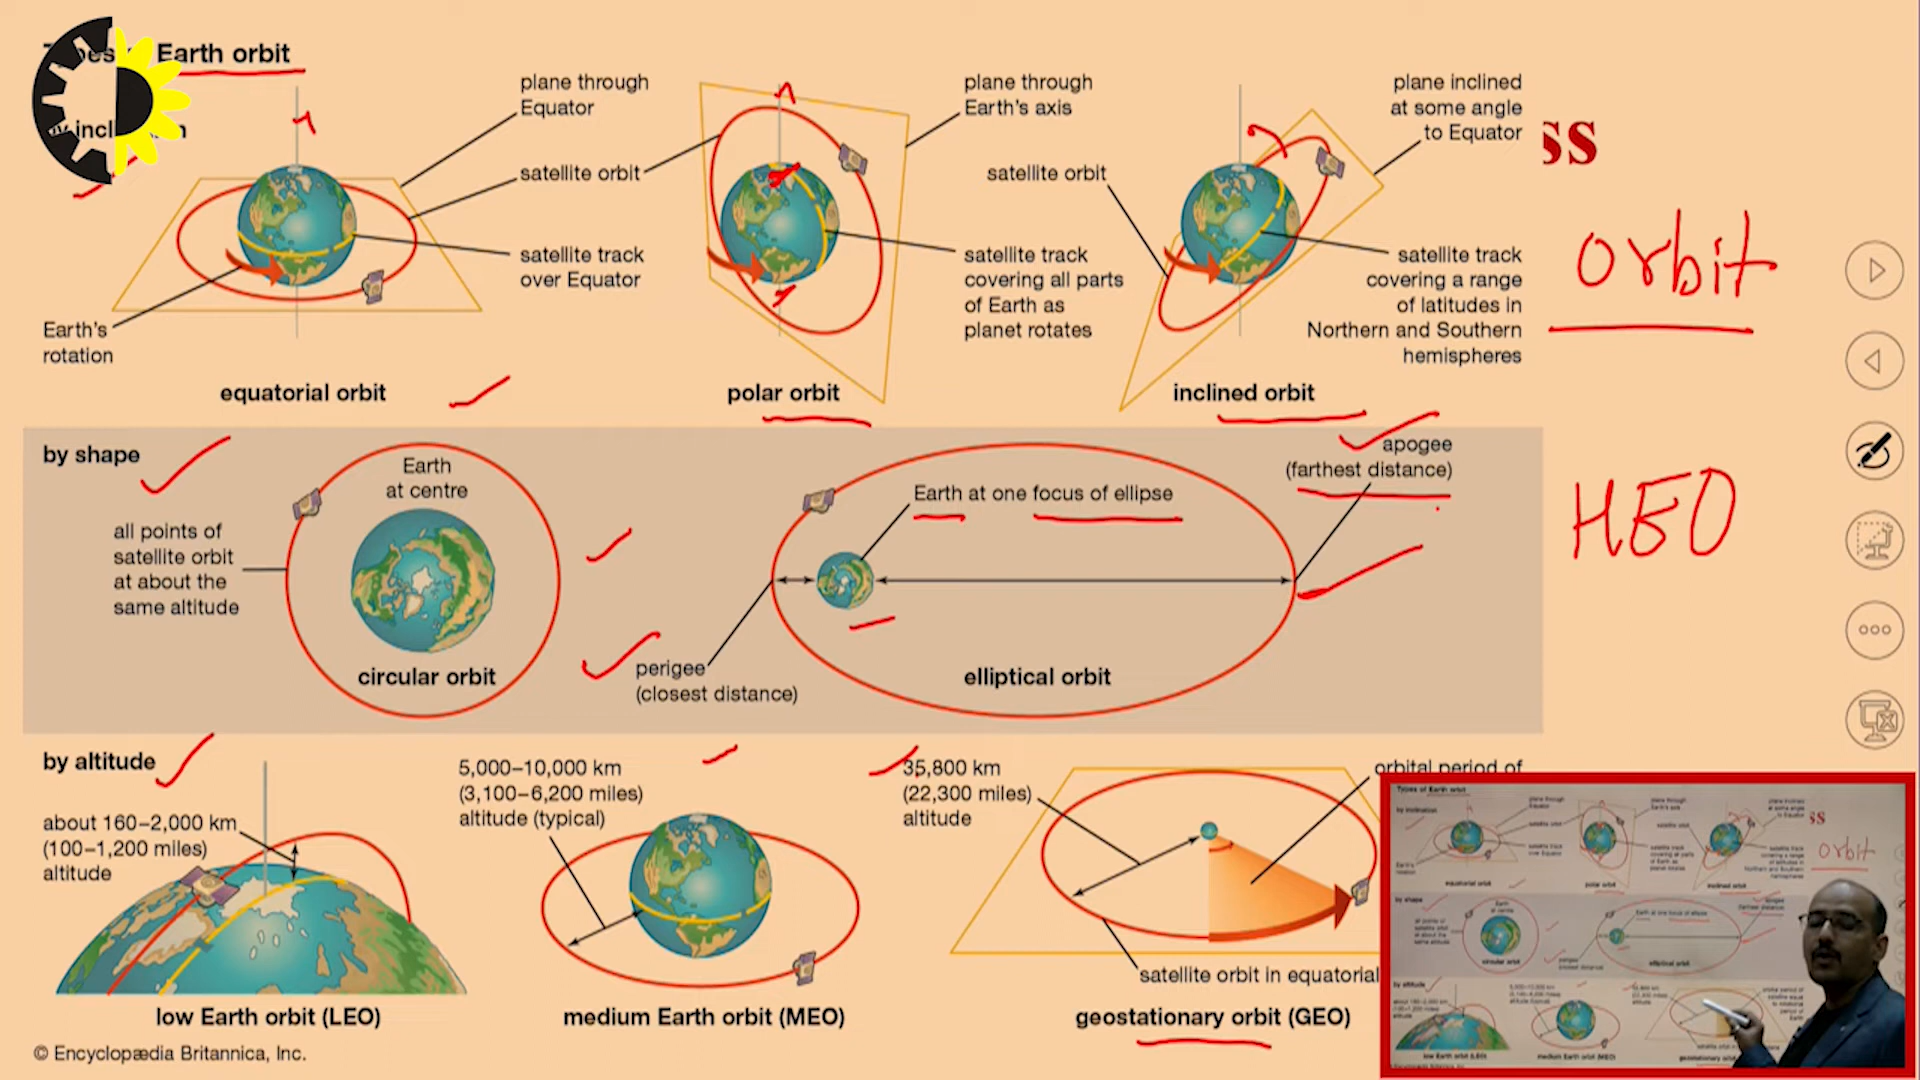 Earth orbit
plane through
Equator
satellite orbit
satellite track
over Equator
Earth's
rotation
equatorial orbit
plane through
Earth's axis
satellite track
covering all parts
of Earth as
planet rotates
polar orbit
plane inclined
at some angle
to Equator
satellite orbit
satellite track
covering a range
of latitudes in
Northern and Southern
hemispheres
inclined orbit
ss
orbit
HEO
by shape
Earth
at centre
all points of
satellite orbit
at about the
same altitude
circular orbit
Earth at one focus of ellipse
apogee
(farthest distance)
perigee
(closest distance)
elliptical orbit
by altitude
about 160–2,000 km
(100–1,200 miles)
altitude
low Earth orbit (LEO)
5,000–10,000 km
(3,100–6,200 miles)
altitude (typical)
medium Earth orbit (MEO)
35,800 km
(22,300 miles)
altitude
orbital period of
satellite orbit in equatorial
geostationary orbit (GEO)
© Encyclopædia Britannica, Inc.